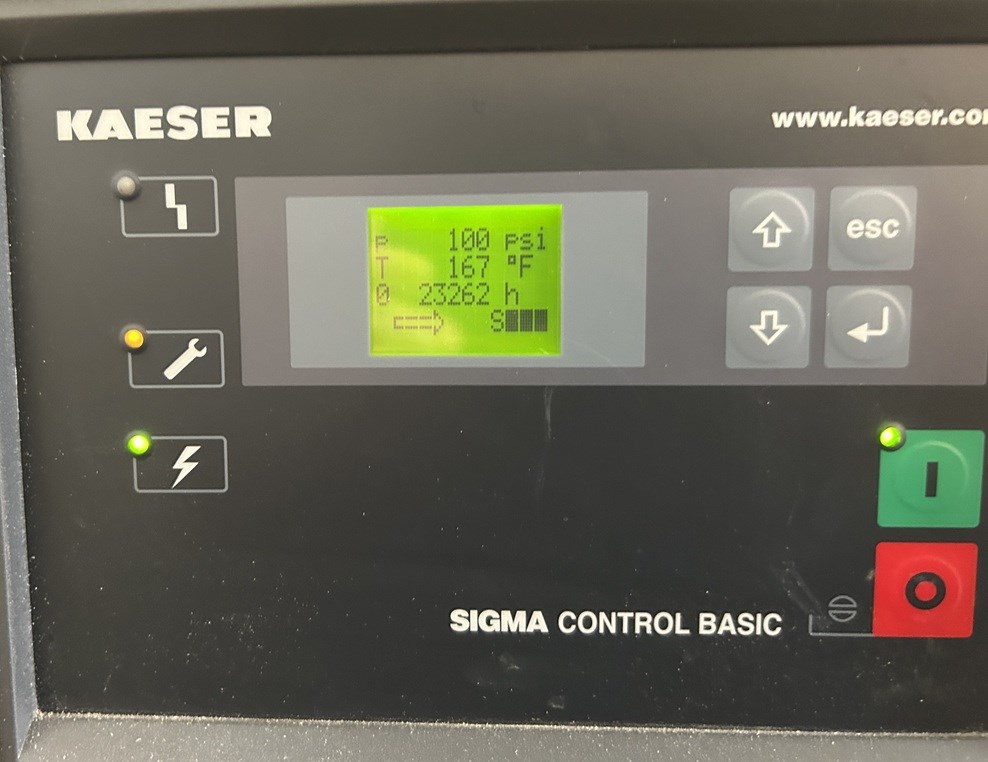 KAESER
www.kaeser.co
p 100 psi
T 167 °F
0 23262 h
S
esc
I
O
SIGMA CONTROL BASIC